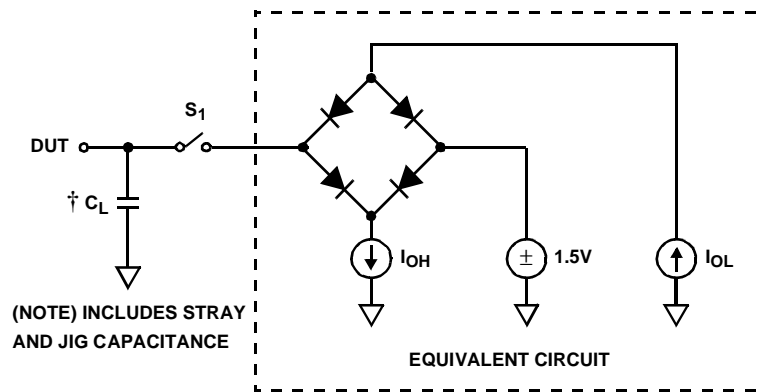 S1
DUT
† CL
IOH
± 1.5V
IOL
(NOTE) INCLUDES STRAY
AND JIG CAPACITANCE
EQUIVALENT CIRCUIT